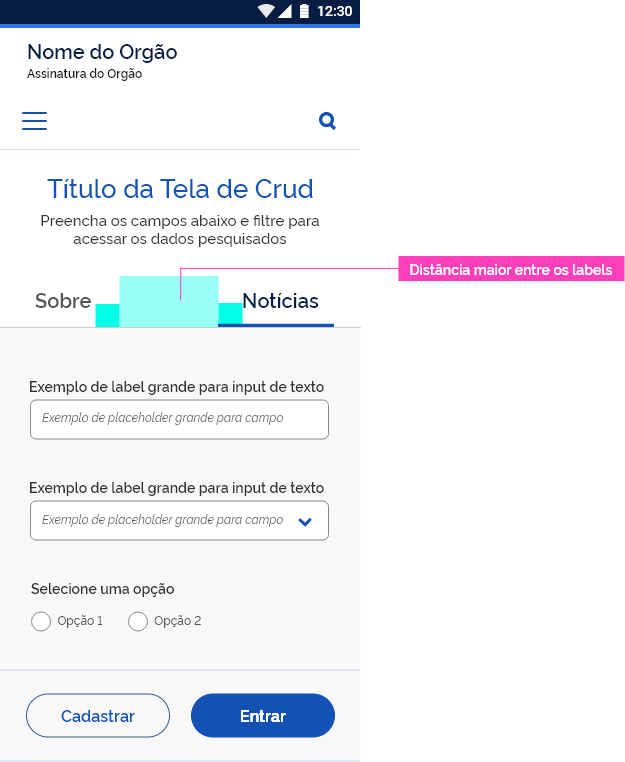 12:30
Nome do Orgão
Assinatura do Orgão
Título da Tela de Crud
Preencha os campos abaixo e filtre para
acessar os dados pesquisados
Distância maior entre os labels
Sobre
Notícias
Exemplo de label grande para input de texto
Exemplo de placeholder grande para campo
Exemplo de label grande para input de texto
Exemplo de placeholder grande para campo
Selecione uma opção
Opção 1
Opção 2
Cadastrar
Entrar